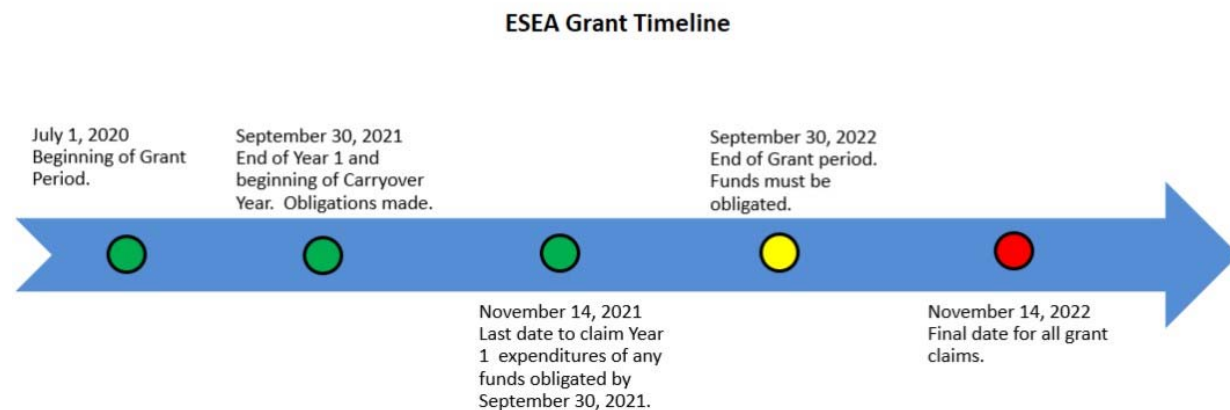 ESEA Grant Timeline
July 1, 2020
Beginning of Grant
Period.
September 30, 2021
End of Year 1 and
beginning of Carryover
Year.  Obligations made.
November 14, 2021
Last date to claim Year
1  expenditures of any
funds obligated by
September 30, 2021.
September 30, 2022
End of Grant period.
Funds must be
obligated.
November 14, 2022
Final date for all grant
claims.